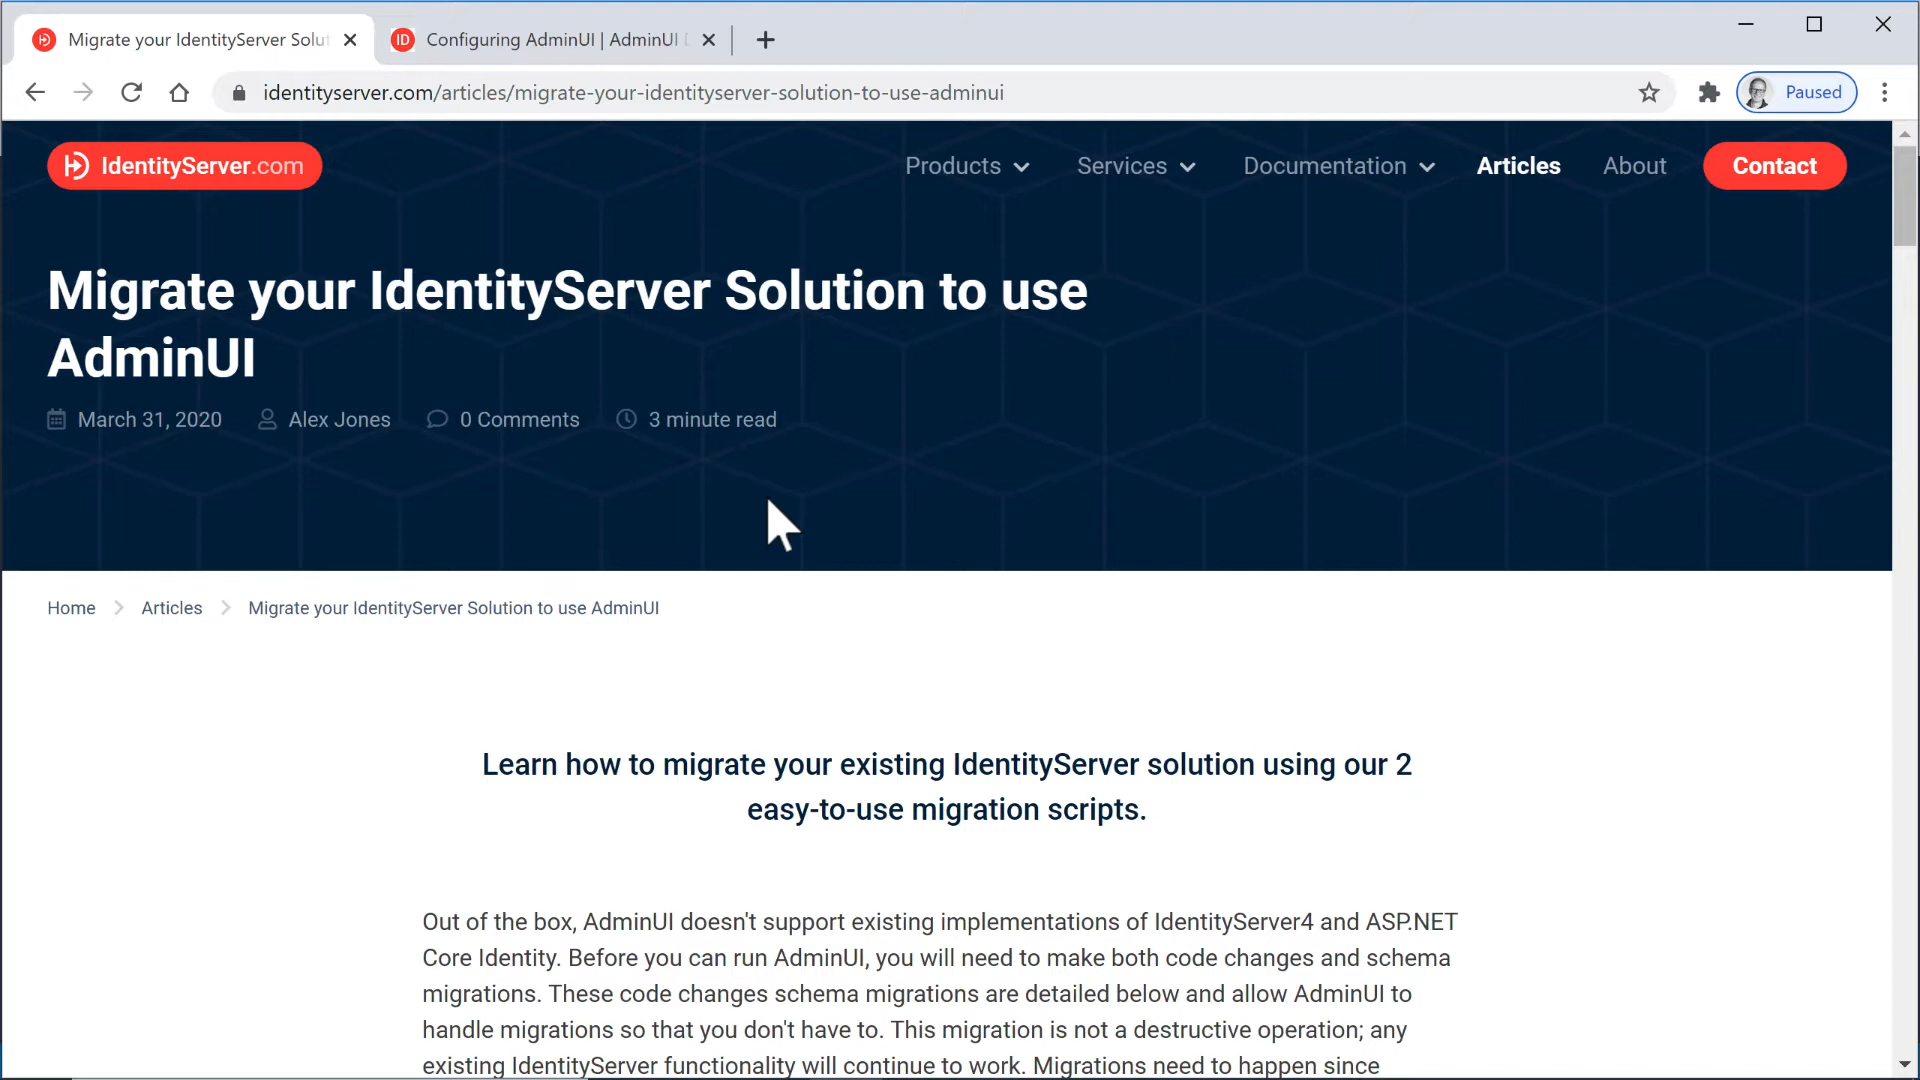 Migrate your IdentityServer Solut
Configuring AdminUI | AdminUI
identityserver.com/articles/migrate-your-identityserver-solution-to-use-adminui
Paused
IdentityServer.com
Products
Services
Documentation
Articles
About
Contact
Migrate your IdentityServer Solution to use
AdminUI
March 31, 2020
Alex Jones
0 Comments
3 minute read
Home
Articles
Migrate your IdentityServer Solution to use AdminUI
Learn how to migrate your existing IdentityServer solution using our 2
easy-to-use migration scripts.
Out of the box, AdminUI doesn't support existing implementations of IdentityServer4 and ASP.NET
Core Identity. Before you can run AdminUI, you will need to make both code changes and schema
migrations. These code changes schema migrations are detailed below and allow AdminUI to
handle migrations so that you don't have to. This migration is not a destructive operation; any
existing IdentityServer functionality will continue to work. Migrations need to happen since